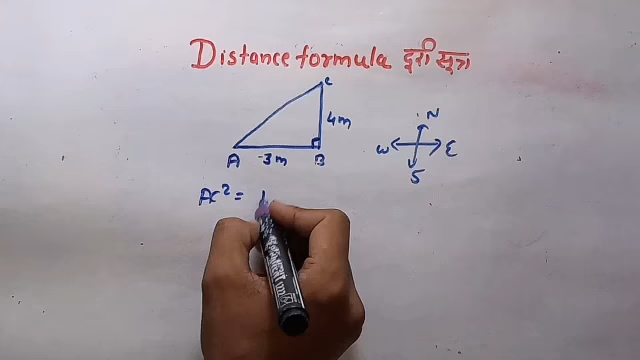 Distance formula दूरी सूत्र
C
4m
A 3m B
N
W E
S
AC² =